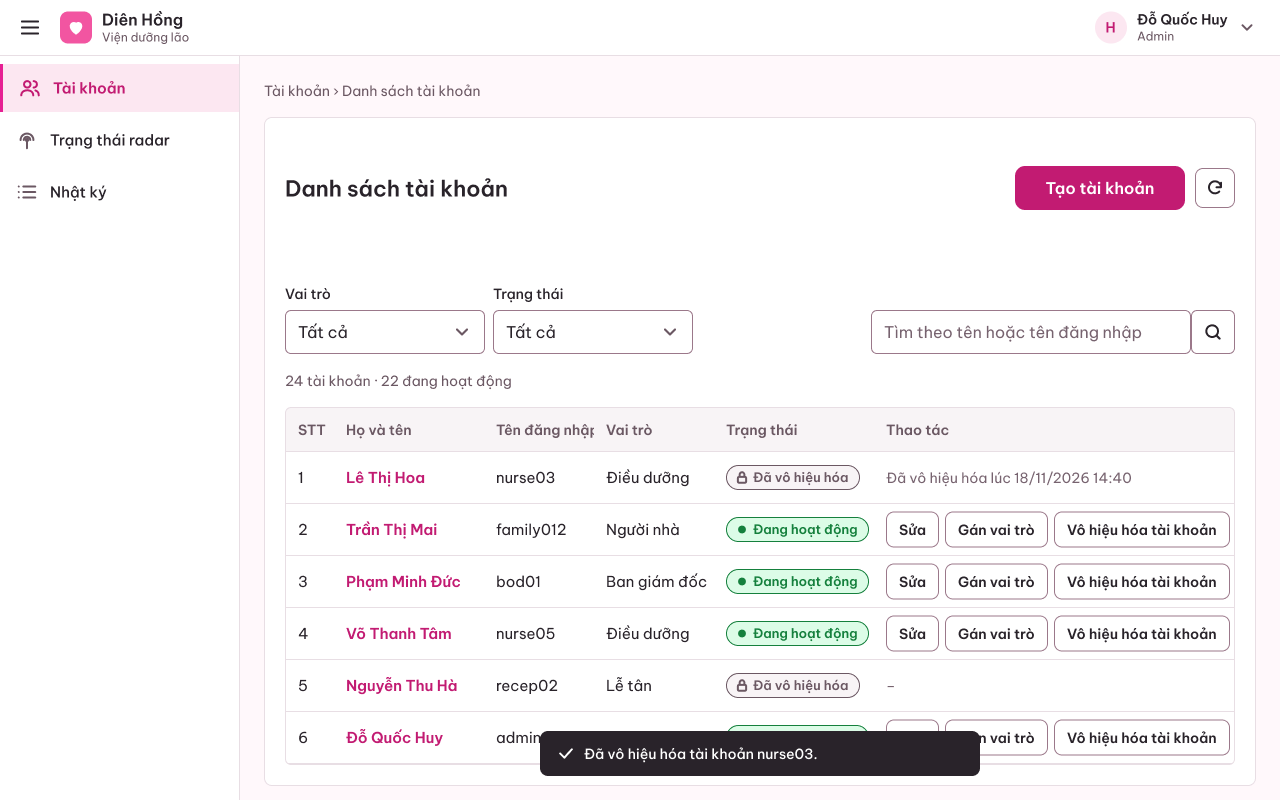 Diên Hồng
Viện dưỡng lão
H
Đỗ Quốc Huy
Admin
Tài khoản
Trạng thái radar
Nhật ký
Tài khoản › Danh sách tài khoản
Danh sách tài khoản
Tạo tài khoản
Vai trò
Trạng thái
Tất cả
Tất cả
Tìm theo tên hoặc tên đăng nhập
24 tài khoản · 22 đang hoạt động
STT Họ và tên Tên đăng nhập Vai trò Trạng thái Thao tác
1 Lê Thị Hoa nurse03 Điều dưỡng Đã vô hiệu hóa Đã vô hiệu hóa lúc 18/11/2026 14:40
2 Trần Thị Mai family012 Người nhà Đang hoạt động Sửa Gán vai trò Vô hiệu hóa tài khoản
3 Phạm Minh Đức bod01 Ban giám đốc Đang hoạt động Sửa Gán vai trò Vô hiệu hóa tài khoản
4 Võ Thanh Tâm nurse05 Điều dưỡng Đang hoạt động Sửa Gán vai trò Vô hiệu hóa tài khoản
5 Nguyễn Thu Hà recep02 Lễ tân Đã vô hiệu hóa –
6 Đỗ Quốc Huy admin vai trò Vô hiệu hóa tài khoản
Đã vô hiệu hóa tài khoản nurse03.